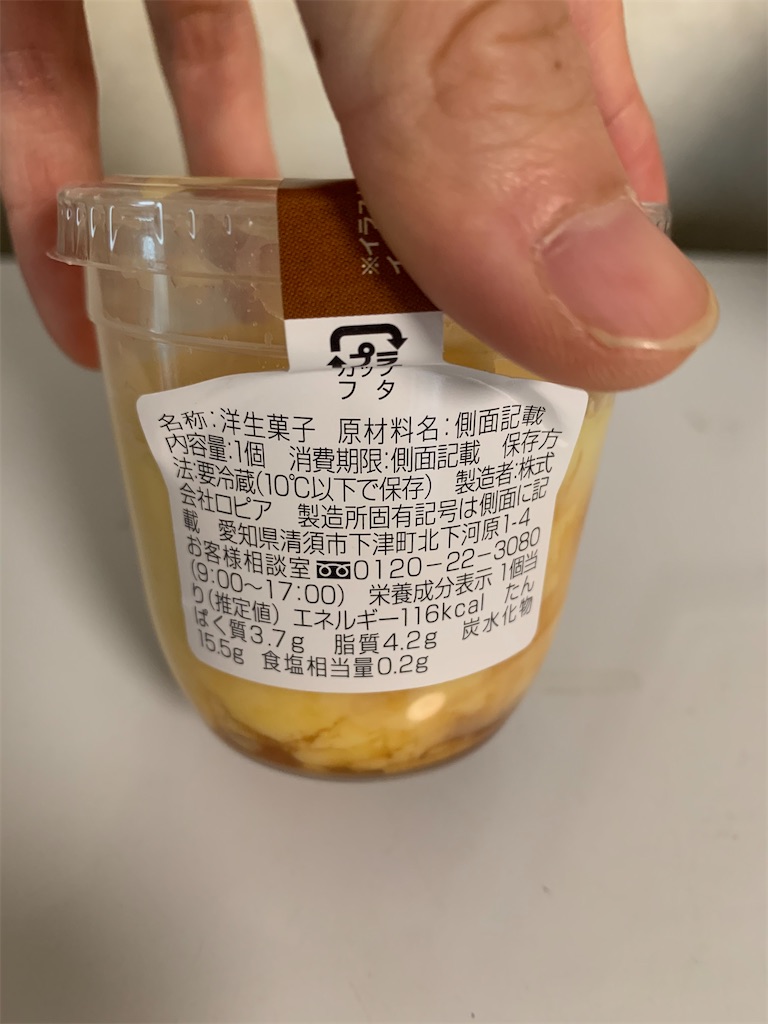 ※イラス
イ
プラ
カップ
フタ
名称:洋生菓子 原材料名:側面記載
内容量:1個 消費期限:側面記載 保存方
法:要冷蔵(10℃以下で保存) 製造者:株式
会社ロピア 製造所固有記号は側面に記
載 愛知県清須市下津町北下河原1-4
お客様相談室 0120-22-3080
(9:00〜17:00) 栄養成分表示 1個当
り(推定値) エネルギー116kcal たん
ぱく質3.7g 脂質4.2g 炭水化物
15.5g 食塩相当量0.2g